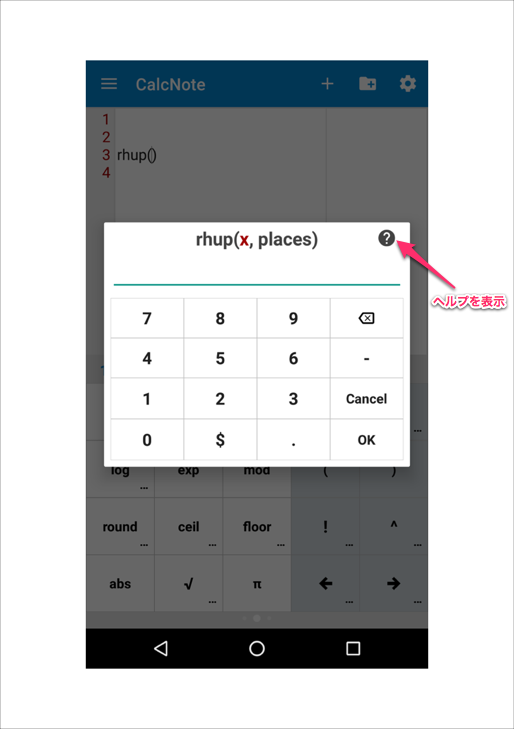 CalcNote
1
2
3 rhup()
4
rhup(x, places)
ヘルプを表示
7 8 9
4 5 6 -
1 2 3 Cancel
0 $ . OK
log exp mod ( )
round ceil floor ! ^
abs √ π